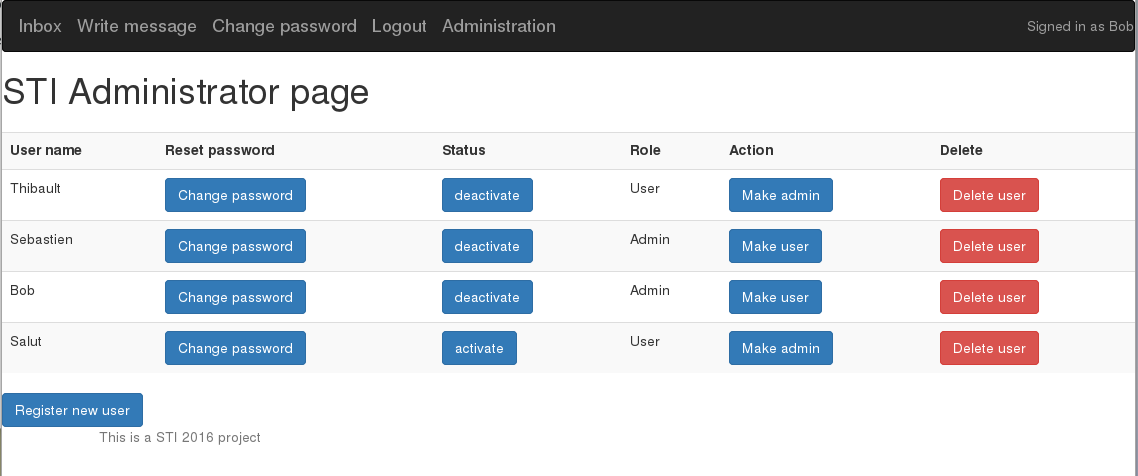 Inbox Write message Change password Logout Administration Signed in as Bob
STI Administrator page
User name Reset password Status Role Action Delete
Thibault Change password deactivate User Make admin Delete user
Sebastien Change password deactivate Admin Make user Delete user
Bob Change password deactivate Admin Make user Delete user
Salut Change password activate User Make admin Delete user
Register new user
This is a STI 2016 project